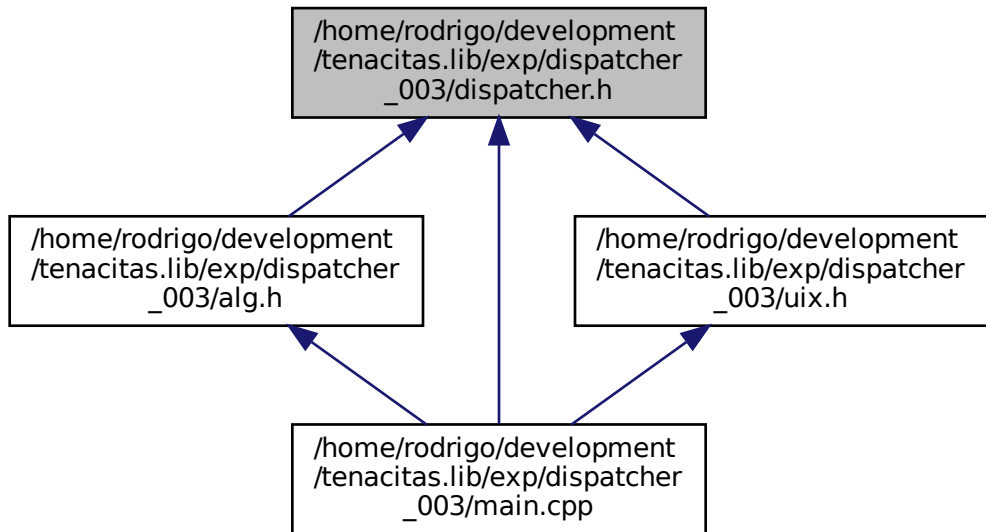 /home/rodrigo/development
/tenacitas.lib/exp/dispatcher
_003/dispatcher.h
/home/rodrigo/development
/tenacitas.lib/exp/dispatcher
_003/alg.h
/home/rodrigo/development
/tenacitas.lib/exp/dispatcher
_003/uix.h
/home/rodrigo/development
/tenacitas.lib/exp/dispatcher
_003/main.cpp